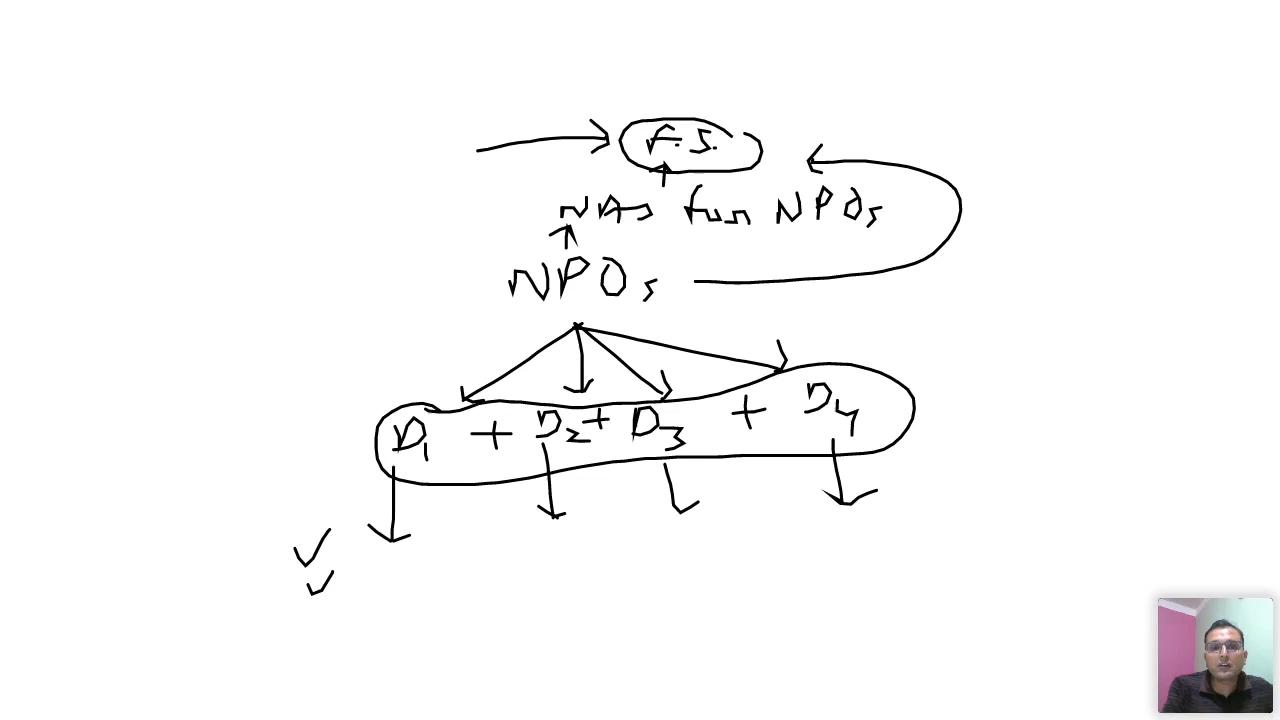 F.S.
NAs fun NPOs
NPOs
D1 + D2 + D3 + D4